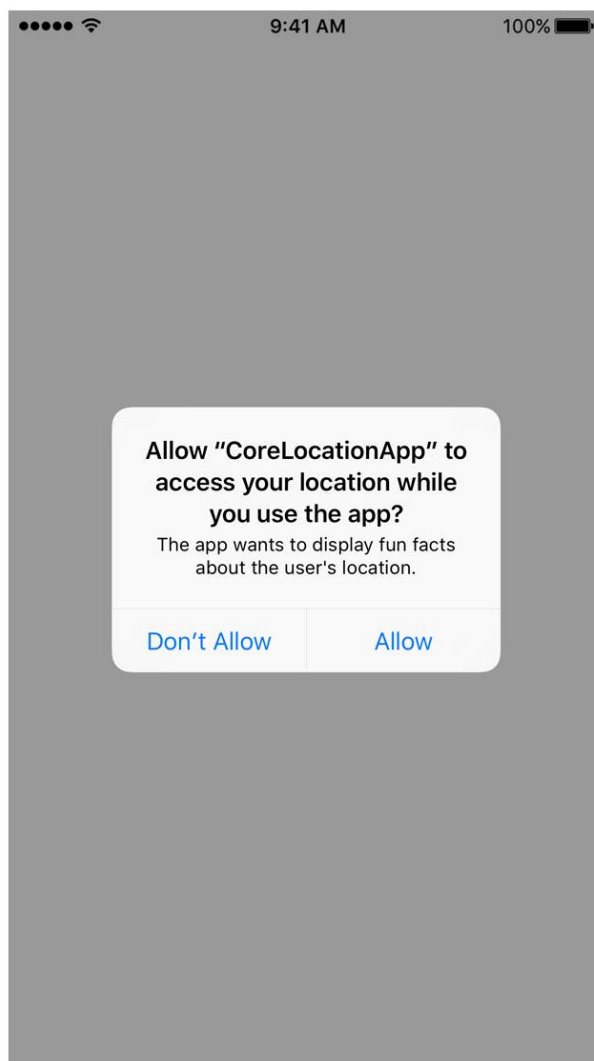 9:41 AM 100%
Allow "CoreLocationApp" to
access your location while
you use the app?
The app wants to display fun facts
about the user's location.
Don't Allow Allow